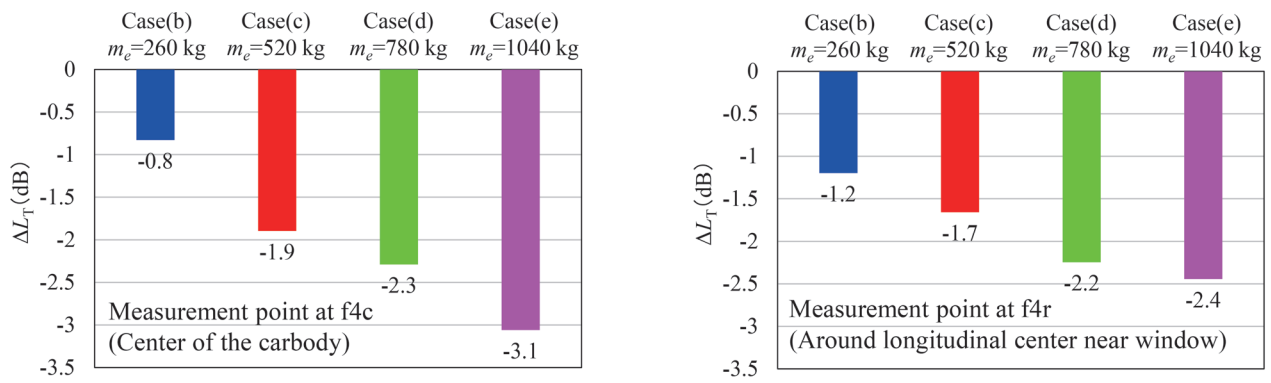 Case(b) Case(c) Case(d) Case(e)
me=260 kg me=520 kg me=780 kg me=1040 kg
0
-0.5
-1
-1.5
-2
-2.5
-3
-3.5
ΔLT(dB)
-0.8
-1.9
-2.3
-3.1
Measurement point at f4c
(Center of the carbody)
Case(b) Case(c) Case(d) Case(e)
me=260 kg me=520 kg me=780 kg me=1040 kg
0
-0.5
-1
-1.5
-2
-2.5
-3
-3.5
ΔLT(dB)
-1.2
-1.7
-2.2
-2.4
Measurement point at f4r
(Around longitudinal center near window)